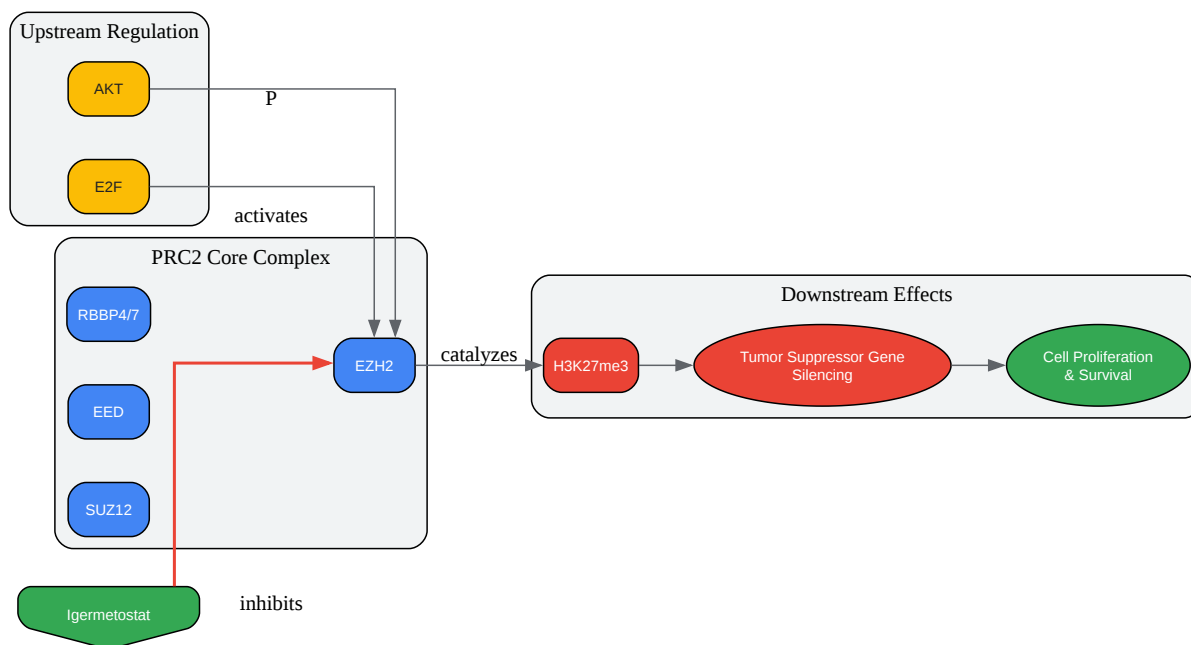 Upstream Regulation
AKT
P
E2F
activates
PRC2 Core Complex
RBBP4/7
EZH2
EED
SUZ12
catalyzes
Downstream Effects
H3K27me3
Tumor Suppressor Gene
Silencing
Cell Proliferation
& Survival
Igermetostat
inhibits